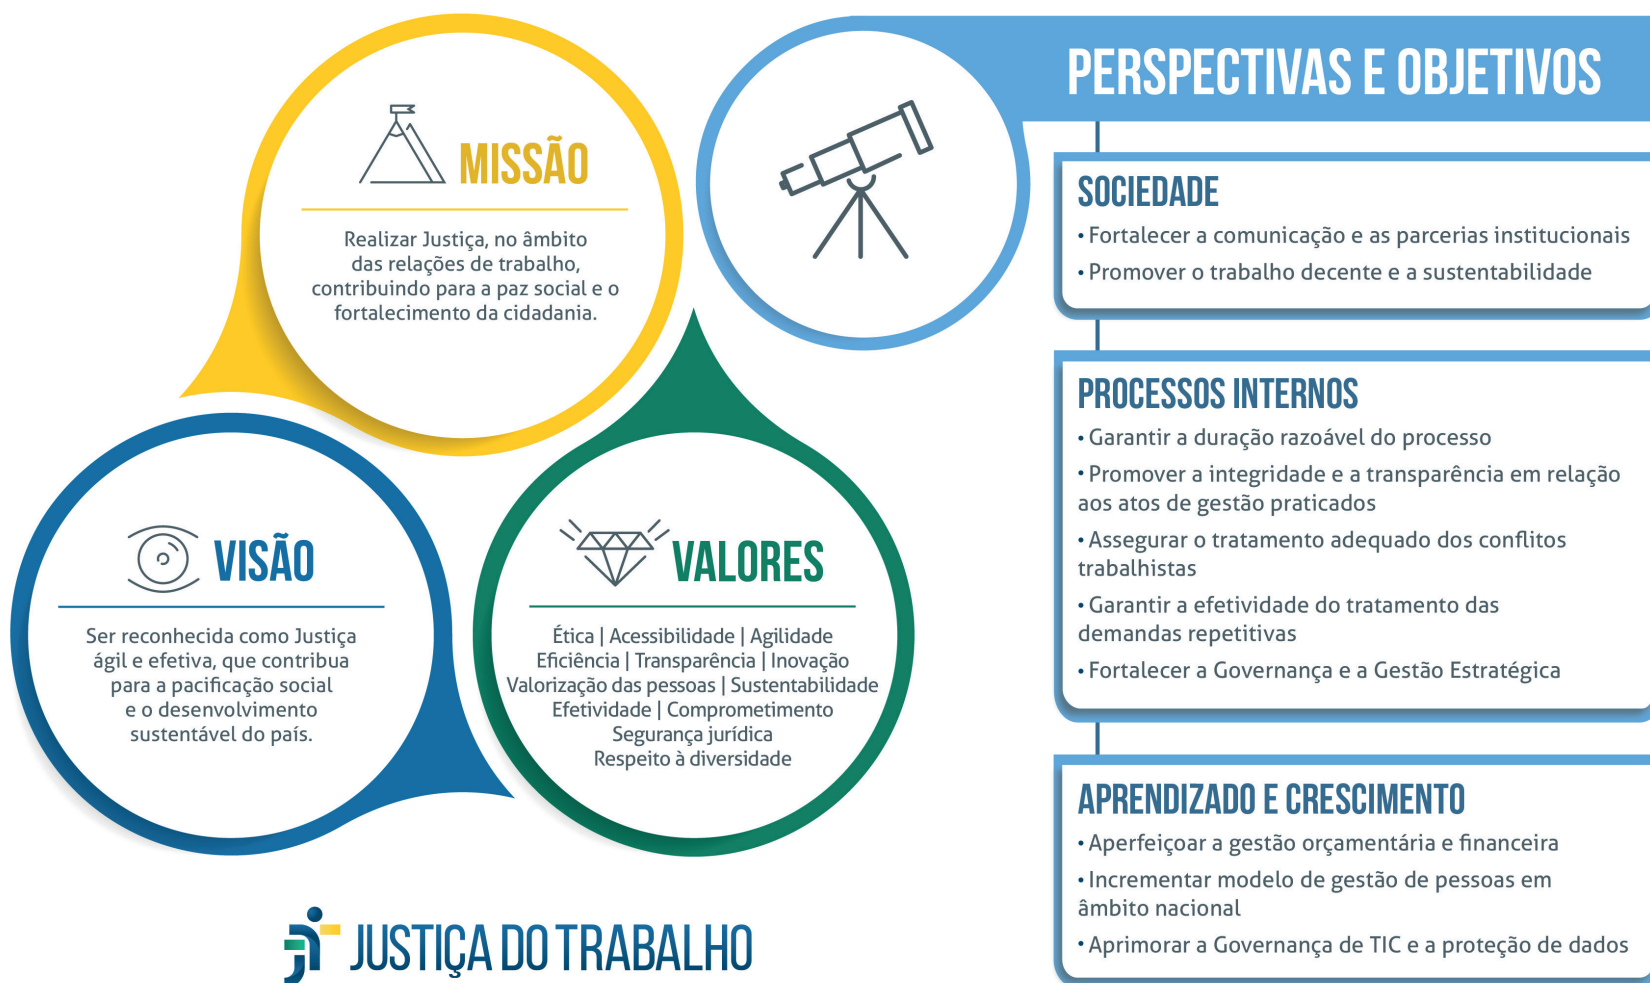 MISSÃO
Realizar Justiça, no âmbito
das relações de trabalho,
contribuindo para a paz social e o
fortalecimento da cidadania.
VISÃO
Ser reconhecida como Justiça
ágil e efetiva, que contribua
para a pacificação social
e o desenvolvimento
sustentável do país.
VALORES
Ética | Acessibilidade | Agilidade
Eficiência | Transparência | Inovação
Valorização das pessoas | Sustentabilidade
Efetividade | Comprometimento
Segurança jurídica
Respeito à diversidade
JUSTIÇA DO TRABALHO
PERSPECTIVAS E OBJETIVOS
SOCIEDADE
• Fortalecer a comunicação e as parcerias institucionais
• Promover o trabalho decente e a sustentabilidade
PROCESSOS INTERNOS
• Garantir a duração razoável do processo
• Promover a integridade e a transparência em relação
aos atos de gestão praticados
• Assegurar o tratamento adequado dos conflitos
trabalhistas
• Garantir a efetividade do tratamento das
demandas repetitivas
• Fortalecer a Governança e a Gestão Estratégica
APRENDIZADO E CRESCIMENTO
• Aperfeiçoar a gestão orçamentária e financeira
• Incrementar modelo de gestão de pessoas em
âmbito nacional
• Aprimorar a Governança de TIC e a proteção de dados